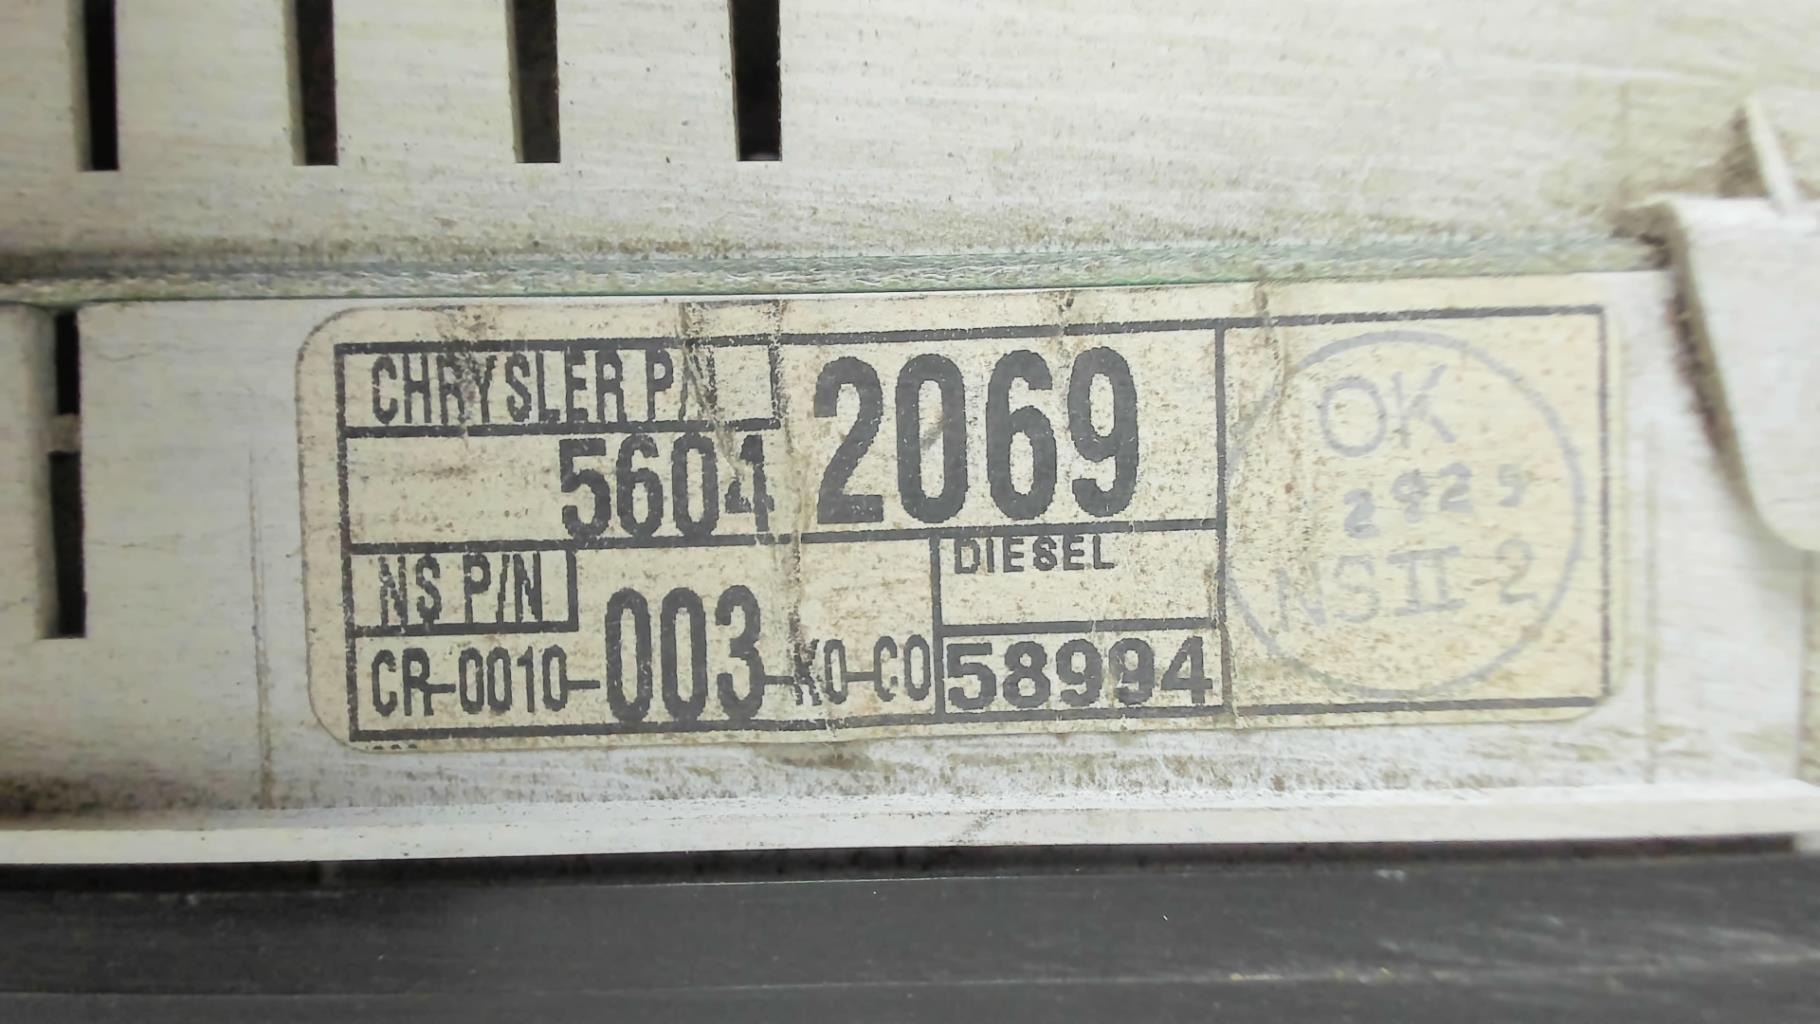 CHRYSLER P/
5604 2069
NS P/N
CR-0010-003-KO-CO
DIESEL
58994
OK
NSII 2